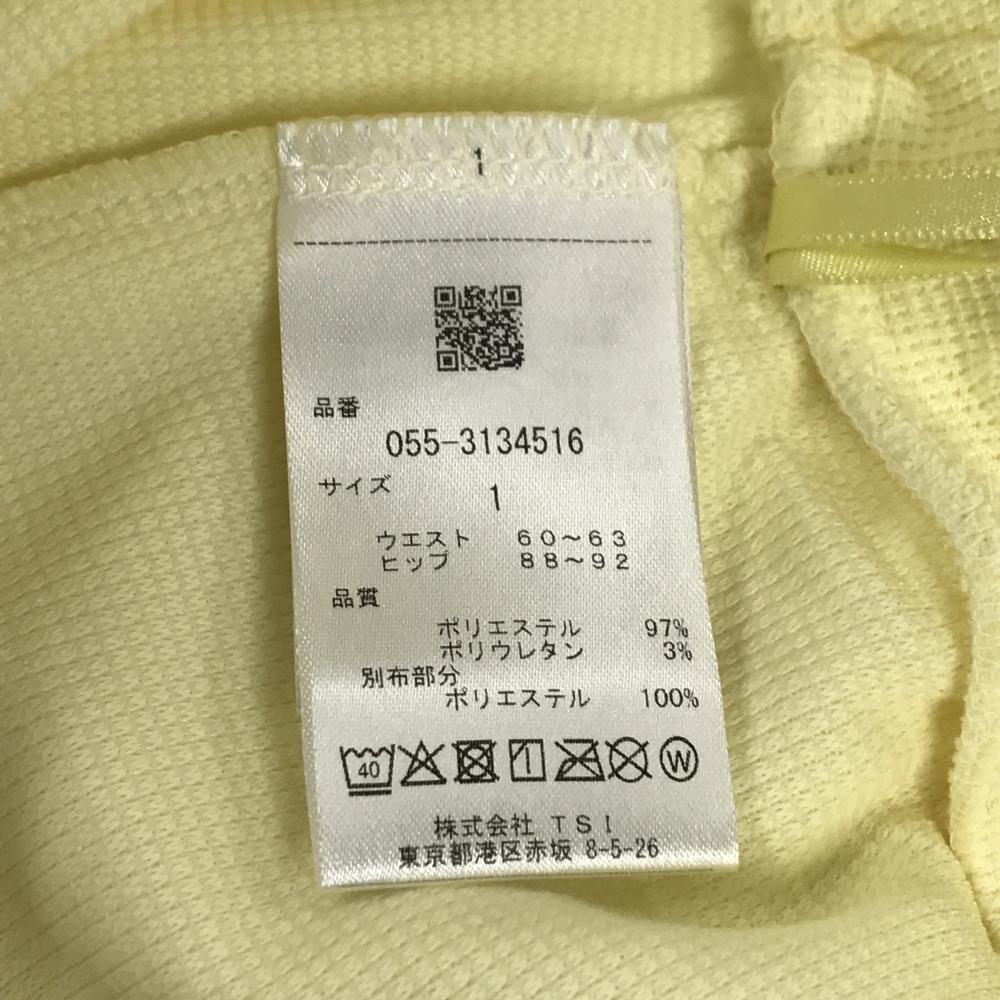 1
品番
055-3134516
サイズ
1
ウエスト 60～63
ヒップ 88～92
品質
ポリエステル 97%
ポリウレタン 3%
別布部分
ポリエステル 100%
40 W
株式会社 TSI
東京都港区赤坂 8-5-26